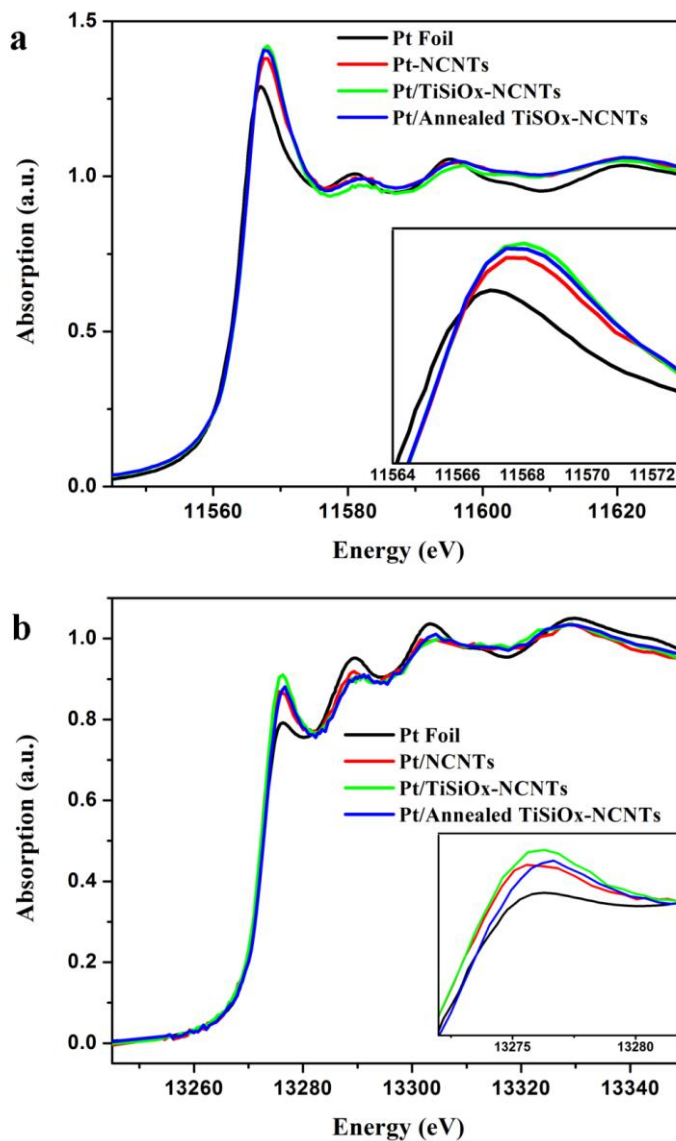 a
1.5
Pt Foil
Pt-NCNTs
Pt/TiSiOx-NCNTs
Pt/Annealed TiSOx-NCNTs
1.0
Absorption (a.u.)
0.5
11564 11566 11568 11570 11572
0.0
11560 11580 11600 11620
Energy (eV)
b
1.0
0.8
Pt Foil
Pt/NCNTs
Pt/TiSiOx-NCNTs
Pt/Annealed TiSiOx-NCNTs
0.6
Absorption (a.u.)
0.4
0.2
13275 13280
0.0
13260 13280 13300 13320 13340
Energy (eV)